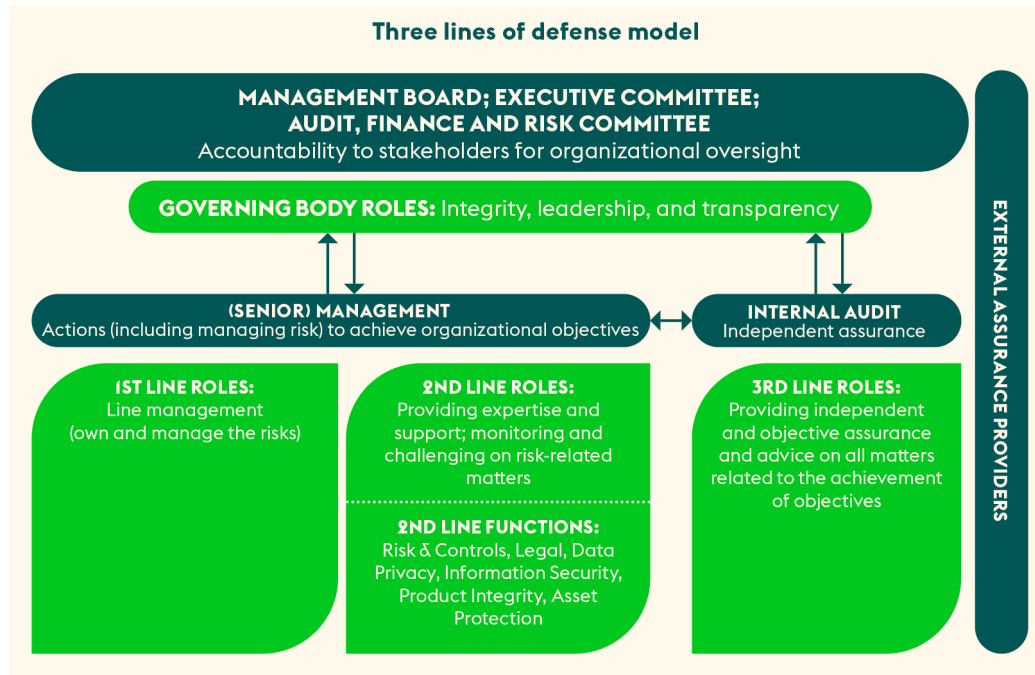 Three lines of defense model
MANAGEMENT BOARD; EXECUTIVE COMMITTEE;
AUDIT, FINANCE AND RISK COMMITTEE
Accountability to stakeholders for organizational oversight
GOVERNING BODY ROLES: Integrity, leadership, and transparency
(SENIOR) MANAGEMENT
Actions (including managing risk) to achieve organizational objectives
INTERNAL AUDIT
Independent assurance
1ST LINE ROLES:
Line management
(own and manage the risks)
2ND LINE ROLES:
Providing expertise and
support; monitoring and
challenging on risk-related
matters
2ND LINE FUNCTIONS:
Risk & Controls, Legal, Data
Privacy, Information Security,
Product Integrity, Asset
Protection
3RD LINE ROLES:
Providing independent
and objective assurance
and advice on all matters
related to the achievement
of objectives
EXTERNAL ASSURANCE PROVIDERS